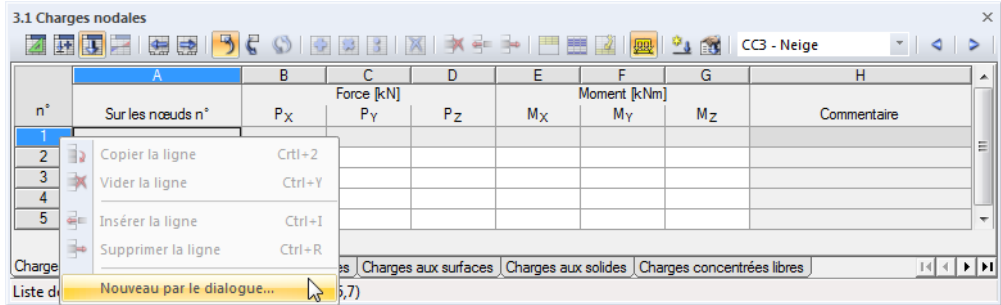 3.1 Charges nodales
CC3 - Neige
A B C D E F G H
Force [kN] Moment [kNm]
n° Sur les nœuds n° PX PY PZ MX MY MZ Commentaire
1
2
3
4
5
Copier la ligne Crtl+2
Vider la ligne Ctrl+Y
Insérer la ligne Ctrl+I
Supprimer la ligne Ctrl+R
Nouveau par le dialogue...
Charge es Charges aux surfaces Charges aux solides Charges concentrées libres
Liste d 5,7)